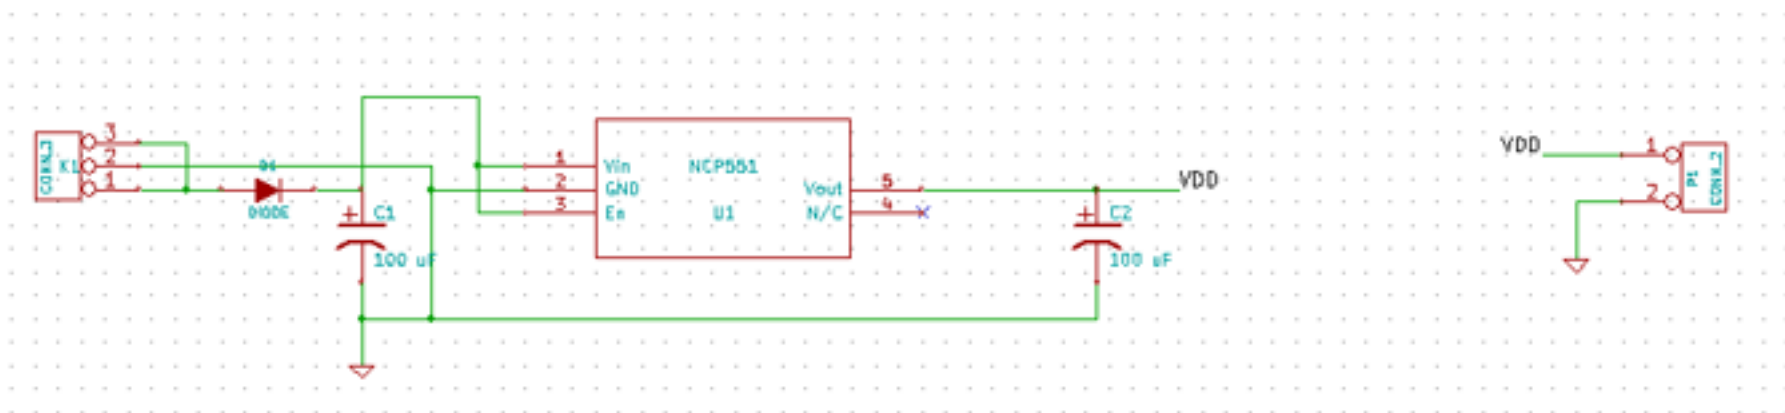 CONN_3
K1
3
2
1
D1
DIODE
C1
100 uF
1
2
3
Vin
GND
En
NCP551
U1
Vout
N/C
5
4
VDD
C2
100 uF
VDD
1
2
P1
CONN_2